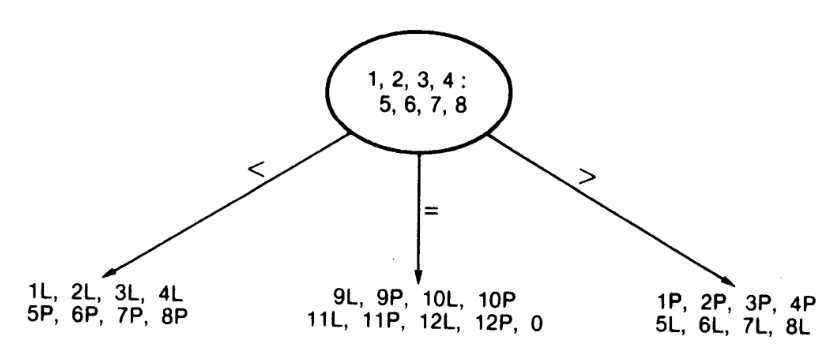 1, 2, 3, 4 :
5, 6, 7, 8
<
=
>
1L, 2L, 3L, 4L
5P, 6P, 7P, 8P
9L, 9P, 10L, 10P
11L, 11P, 12L, 12P, 0
1P, 2P, 3P, 4P
5L, 6L, 7L, 8L